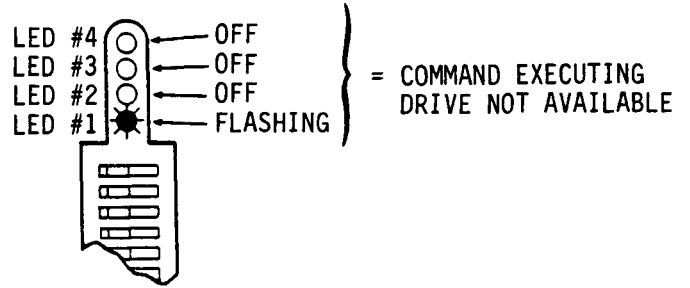 LED #4 OFF
LED #3 OFF
LED #2 OFF
LED #1 FLASHING
= COMMAND EXECUTING
DRIVE NOT AVAILABLE